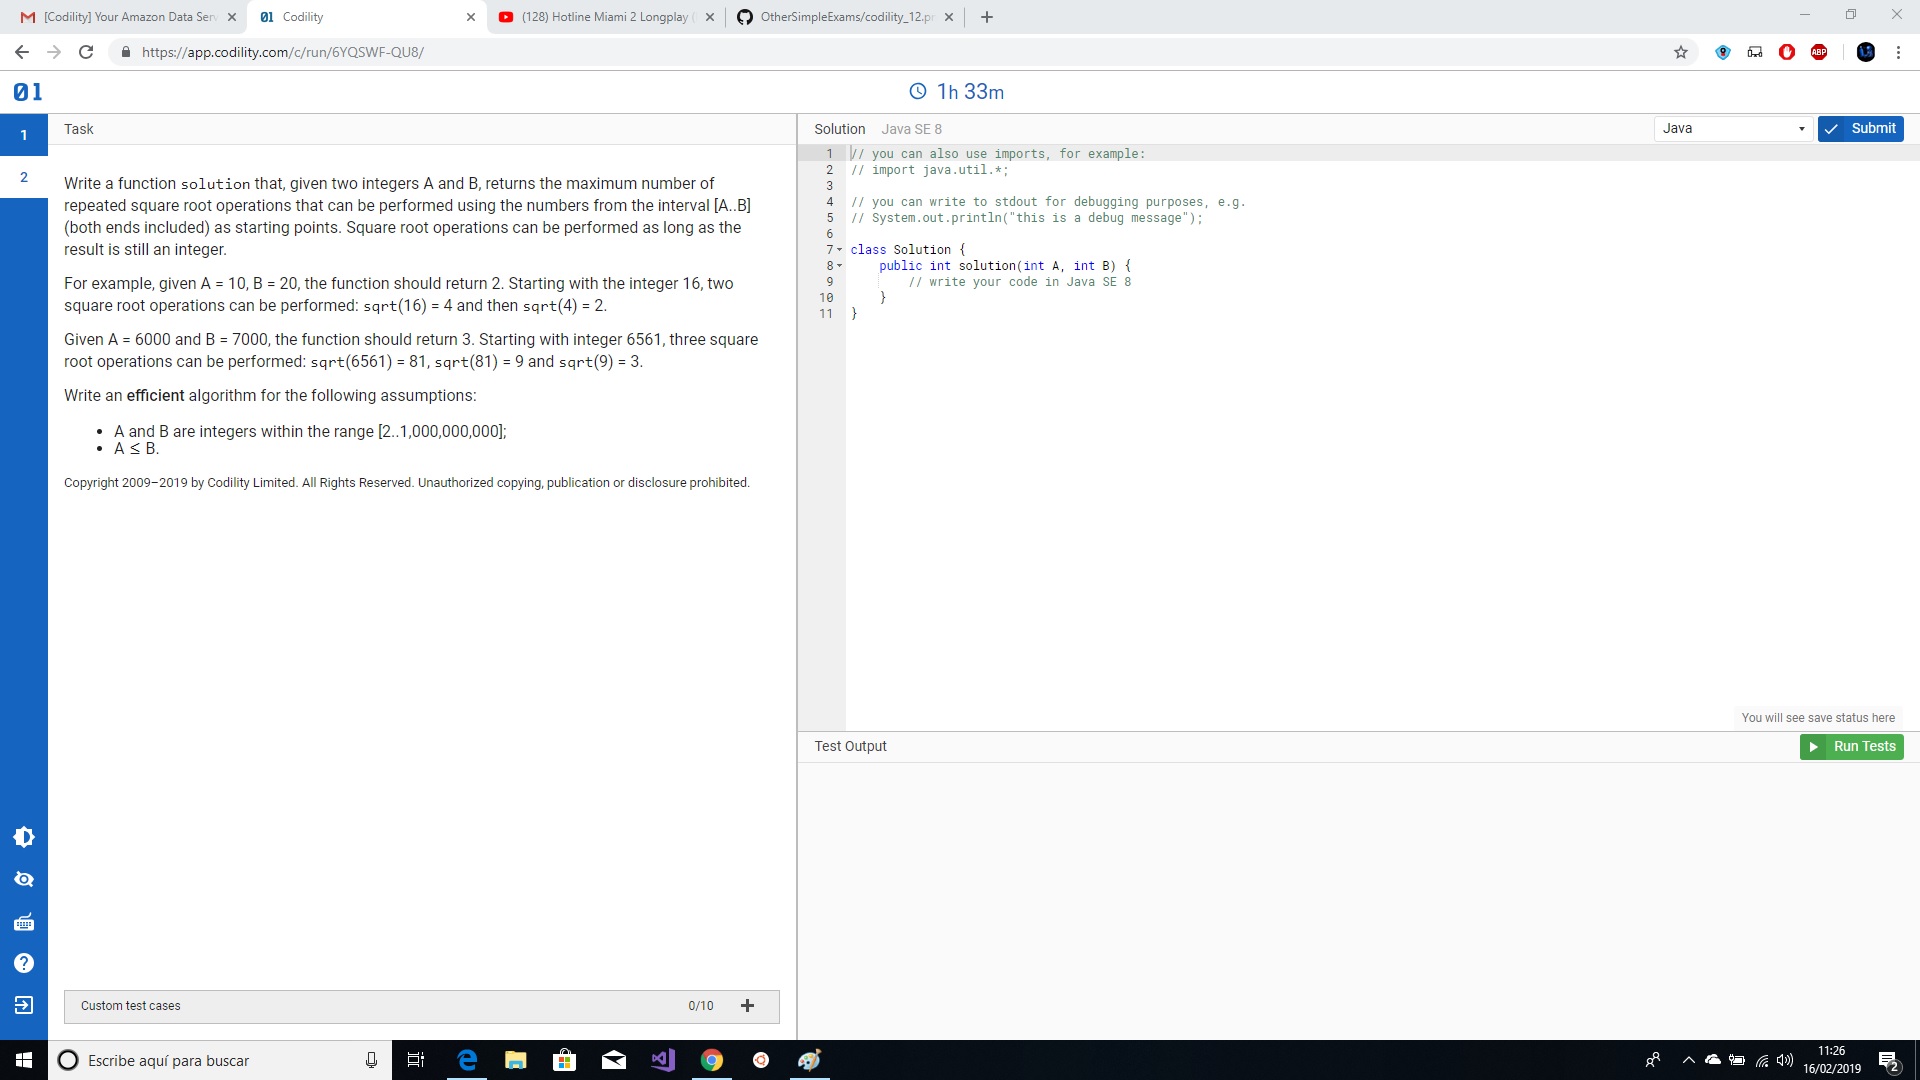 [Codility] Your Amazon Data Serv
Codility
(128) Hotline Miami 2 Longplay
OtherSimpleExams/codility_12.p
https://app.codility.com/c/run/6YQSWF-QU8/
ABP
01
1h 33m
1
2
Task
Solution Java SE 8
Java
Submit
Write a function solution that, given two integers A and B, returns the maximum number of
repeated square root operations that can be performed using the numbers from the interval [A..B]
(both ends included) as starting points. Square root operations can be performed as long as the
result is still an integer.
For example, given A = 10, B = 20, the function should return 2. Starting with the integer 16, two
square root operations can be performed: sqrt(16) = 4 and then sqrt(4) = 2.
Given A = 6000 and B = 7000, the function should return 3. Starting with integer 6561, three square
root operations can be performed: sqrt(6561) = 81, sqrt(81) = 9 and sqrt(9) = 3.
Write an efficient algorithm for the following assumptions:
• A and B are integers within the range [2..1,000,000,000];
• A ≤ B.
Copyright 2009–2019 by Codility Limited. All Rights Reserved. Unauthorized copying, publication or disclosure prohibited.
Custom test cases 0/10
1 // you can also use imports, for example:
2 // import java.util.*;
3
4 // you can write to stdout for debugging purposes, e.g.
5 // System.out.println("this is a debug message");
6
7 class Solution {
8 public int solution(int A, int B) {
9 // write your code in Java SE 8
10 }
11 }
You will see save status here
Test Output
Run Tests
Escribe aquí para buscar
11:26
16/02/2019
2